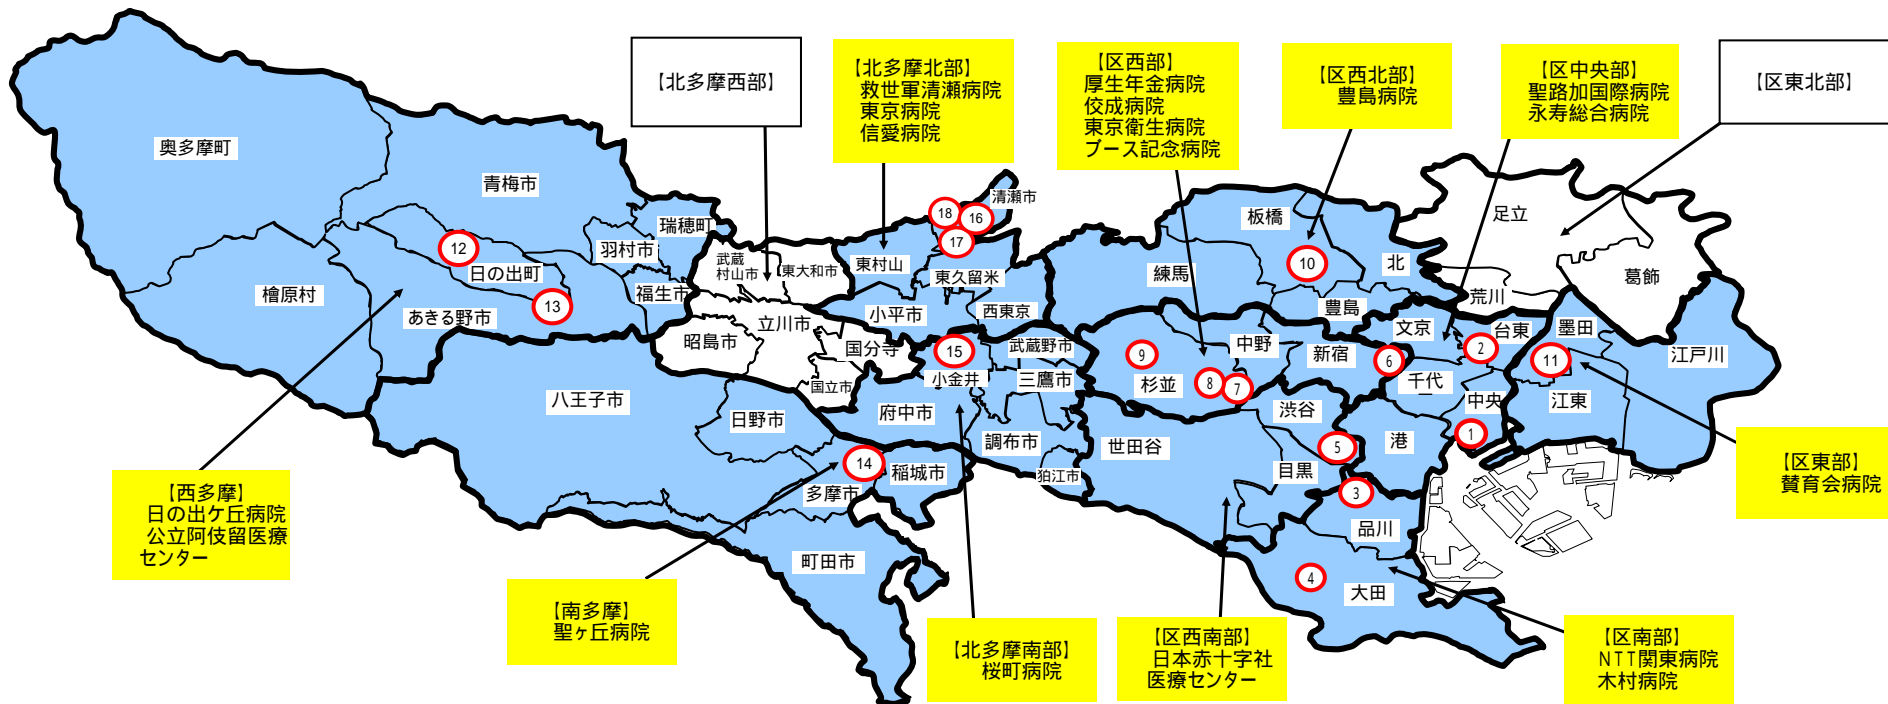 【北多摩西部】
【北多摩北部】
救世軍清瀬病院
東京病院
信愛病院
【区西部】
厚生年金病院
佼成病院
東京衛生病院
ブース記念病院
【区西北部】
豊島病院
【区中央部】
聖路加国際病院
永寿総合病院
【区東北部】
奥多摩町
青梅市
瑞穂町
羽村市
福生市
12
日の出町
13
檜原村
あきる野市
武蔵
村山市
東大和市
立川市
昭島市
国分寺
国立市
18
16
17
清瀬市
東村山
東久留米
小平市
西東京
15
小金井
武蔵野市
三鷹市
府中市
調布市
狛江市
八王子市
日野市
14
稲城市
多摩市
町田市
板橋
10
北
練馬
豊島
9
杉並
8
7
中野
新宿
6
文京
千代
2
台東
中央
1
港
渋谷
5
世田谷
目黒
3
品川
4
大田
足立
葛飾
荒川
墨田
11
江東
江戸川
【西多摩】
日の出ケ丘病院
公立阿伎留医療
センター
【南多摩】
聖ヶ丘病院
【北多摩南部】
桜町病院
【区西南部】
日本赤十字社
医療センター
【区南部】
NTT関東病院
木村病院
【区東部】
賛育会病院